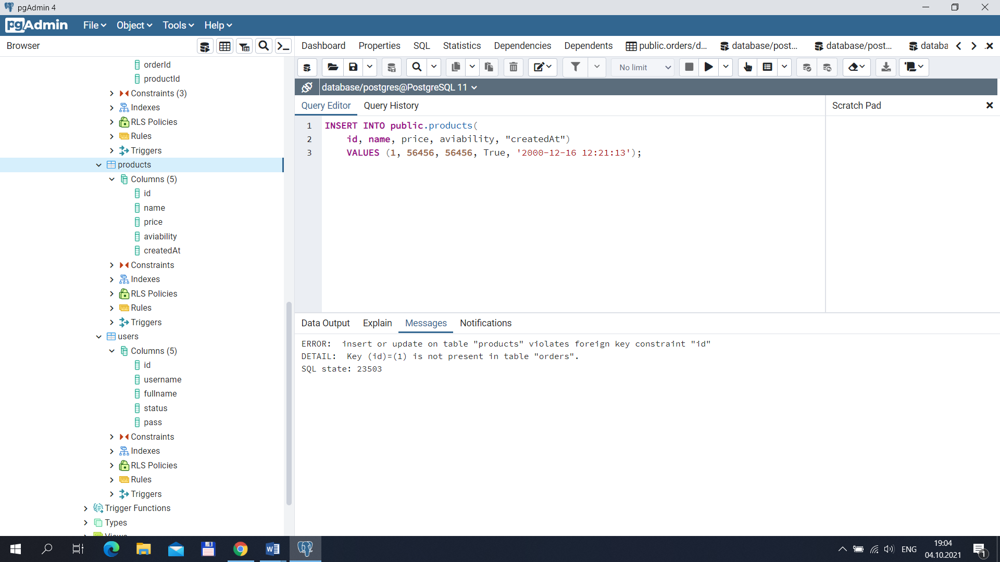 pgAdmin 4
pgAdmin File Object Tools Help
Browser
Dashboard Properties SQL Statistics Dependencies Dependents public.orders/d... database/post... database/post... databa
No limit
database/postgres@PostgreSQL 11
Query Editor Query History
Scratch Pad
1 INSERT INTO public.products(
2 id, name, price, aviability, "createdAt")
3 VALUES (1, 56456, 56456, True, '2000-12-16 12:21:13');
orderId
productId
Constraints (3)
Indexes
RLS Policies
Rules
Triggers
products
Columns (5)
id
name
price
aviability
createdAt
Constraints
Indexes
RLS Policies
Rules
Triggers
users
Columns (5)
id
username
fullname
status
pass
Constraints
Indexes
RLS Policies
Rules
Triggers
Trigger Functions
Types
Views
Data Output Explain Messages Notifications
ERROR: insert or update on table "products" violates foreign key constraint "id"
DETAIL: Key (id)=(1) is not present in table "orders".
SQL state: 23503
ENG
19:04
04.10.2021
1